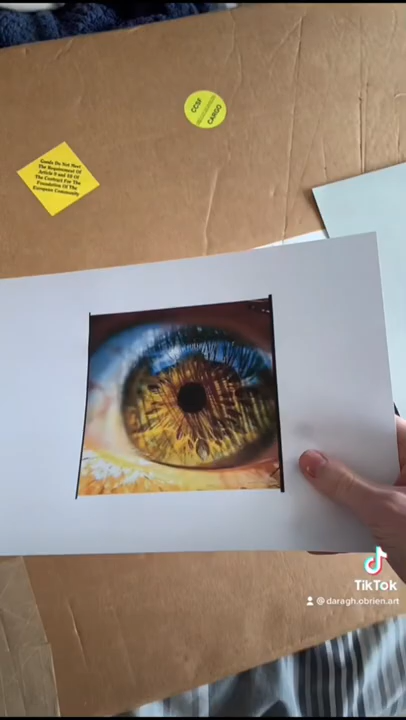 CCSF
CARGO
Goods Do Not Meet
The Requirement Of
Article 9 and 10 Of
The Contract For The
Foundation Of The
European Community
TikTok
@daragh.obrien.art